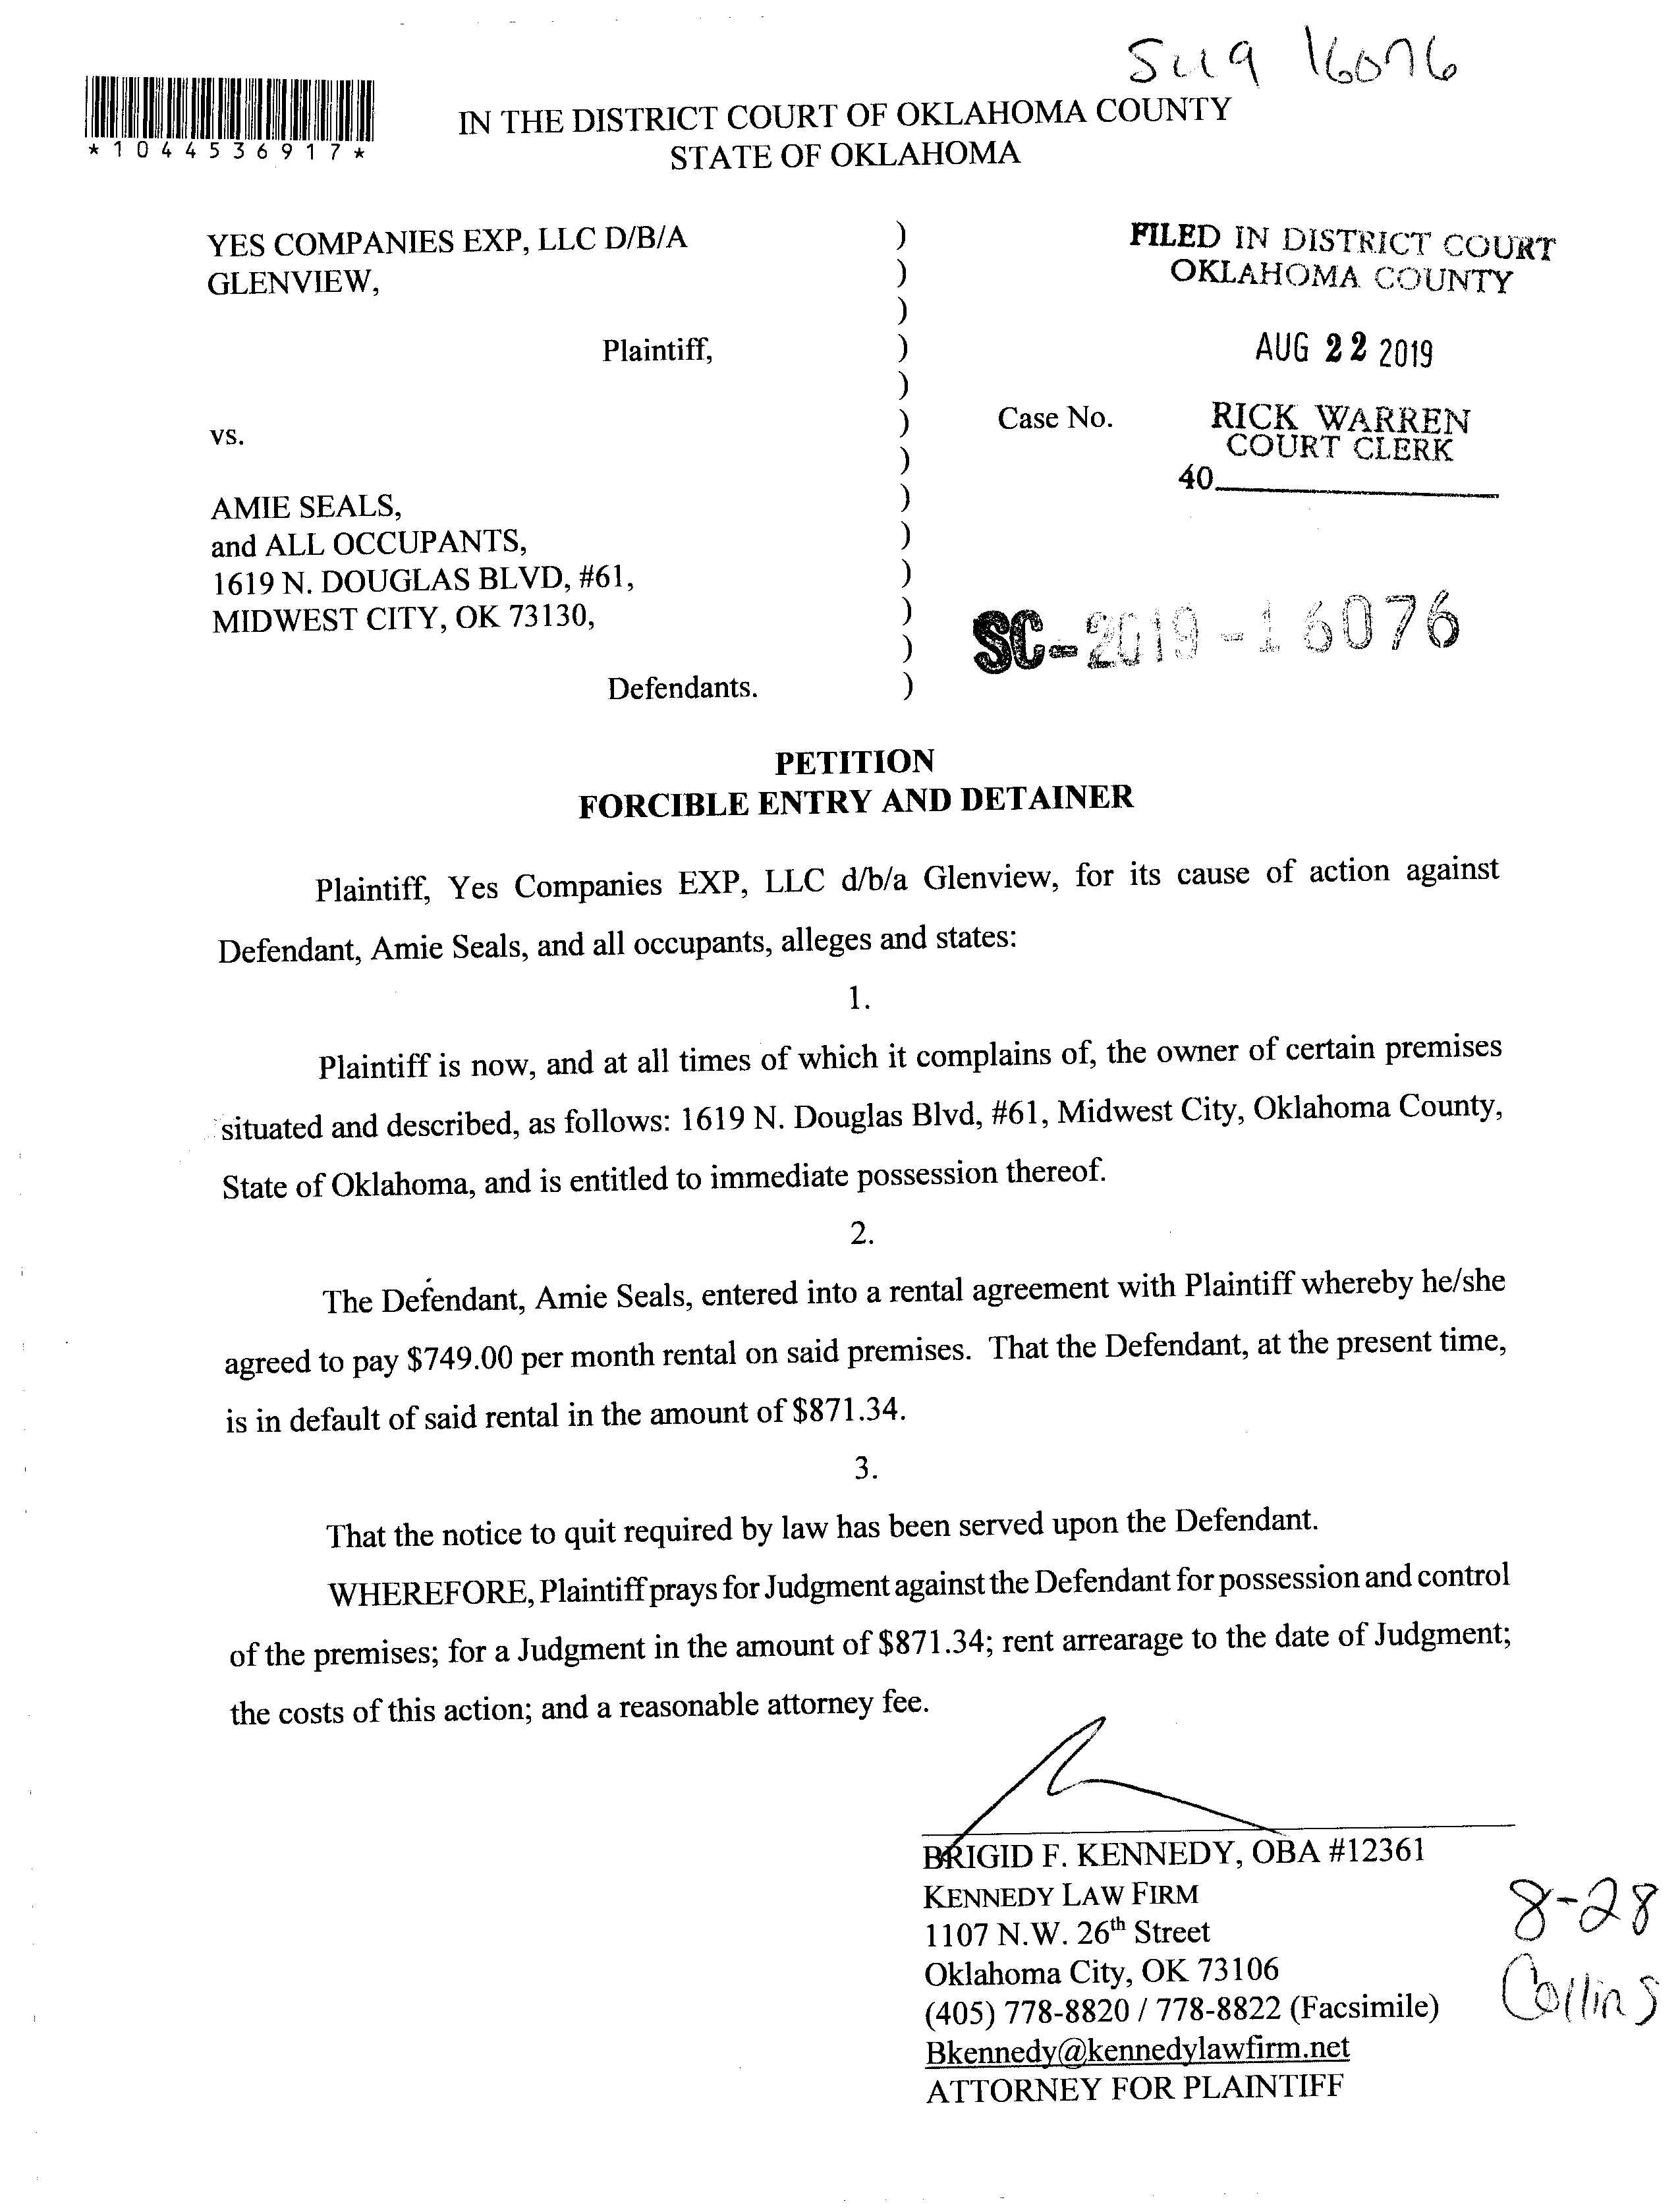 SC19 16076
*1044536917*
IN THE DISTRICT COURT OF OKLAHOMA COUNTY
STATE OF OKLAHOMA
YES COMPANIES EXP, LLC D/B/A )
GLENVIEW, )
)
Plaintiff, )
)
vs. )
)
AMIE SEALS, )
and ALL OCCUPANTS, )
1619 N. DOUGLAS BLVD, #61, )
MIDWEST CITY, OK 73130, )
)
Defendants. )
FILED IN DISTRICT COURT
OKLAHOMA COUNTY
AUG 22 2019
Case No.
RICK WARREN
COURT CLERK
40
SC-2019-16076
PETITION
FORCIBLE ENTRY AND DETAINER
Plaintiff, Yes Companies EXP, LLC d/b/a Glenview, for its cause of action against
Defendant, Amie Seals, and all occupants, alleges and states:
1.
Plaintiff is now, and at all times of which it complains of, the owner of certain premises
situated and described, as follows: 1619 N. Douglas Blvd, #61, Midwest City, Oklahoma County,
State of Oklahoma, and is entitled to immediate possession thereof.
2.
The Defendant, Amie Seals, entered into a rental agreement with Plaintiff whereby he/she
agreed to pay $749.00 per month rental on said premises. That the Defendant, at the present time,
is in default of said rental in the amount of $871.34.
3.
That the notice to quit required by law has been served upon the Defendant.
WHEREFORE, Plaintiff prays for Judgment against the Defendant for possession and control
of the premises; for a Judgment in the amount of $871.34; rent arrearage to the date of Judgment;
the costs of this action; and a reasonable attorney fee.
BRIGID F. KENNEDY, OBA #12361
KENNEDY LAW FIRM
1107 N.W. 26th Street
Oklahoma City, OK 73106
(405) 778-8820 / 778-8822 (Facsimile)
Bkennedy@kennedylawfirm.net
ATTORNEY FOR PLAINTIFF
8-28
Collins